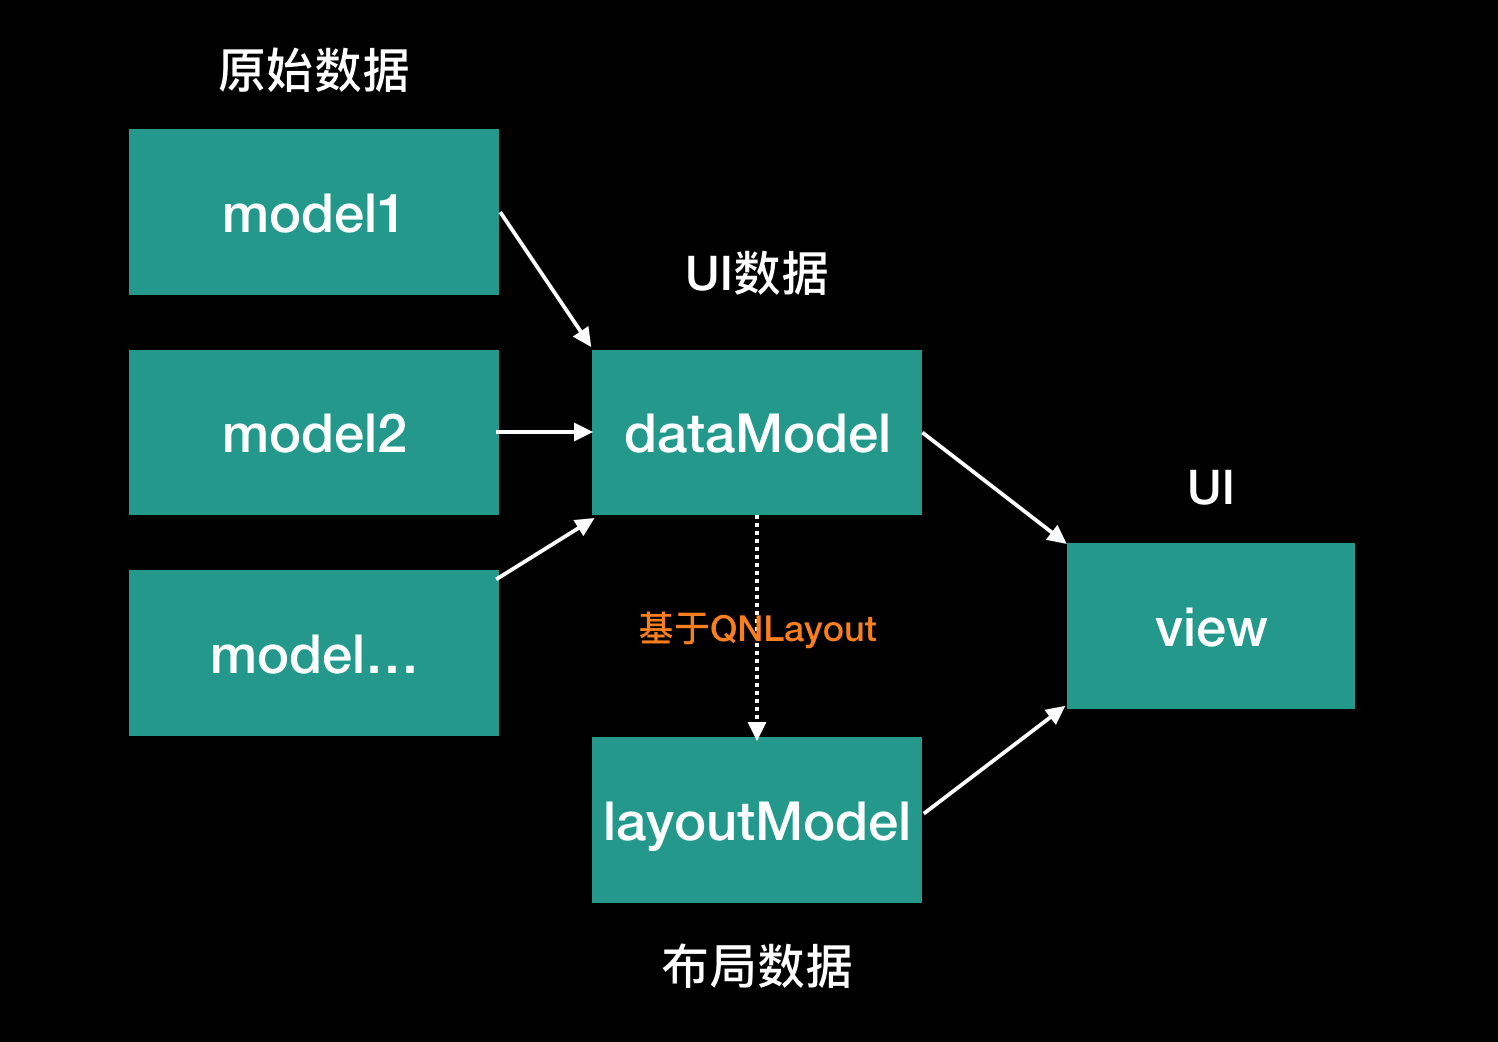 原始数据
model1
model2
model...
UI数据
dataModel
基于QNLayout
layoutModel
布局数据
UI
view